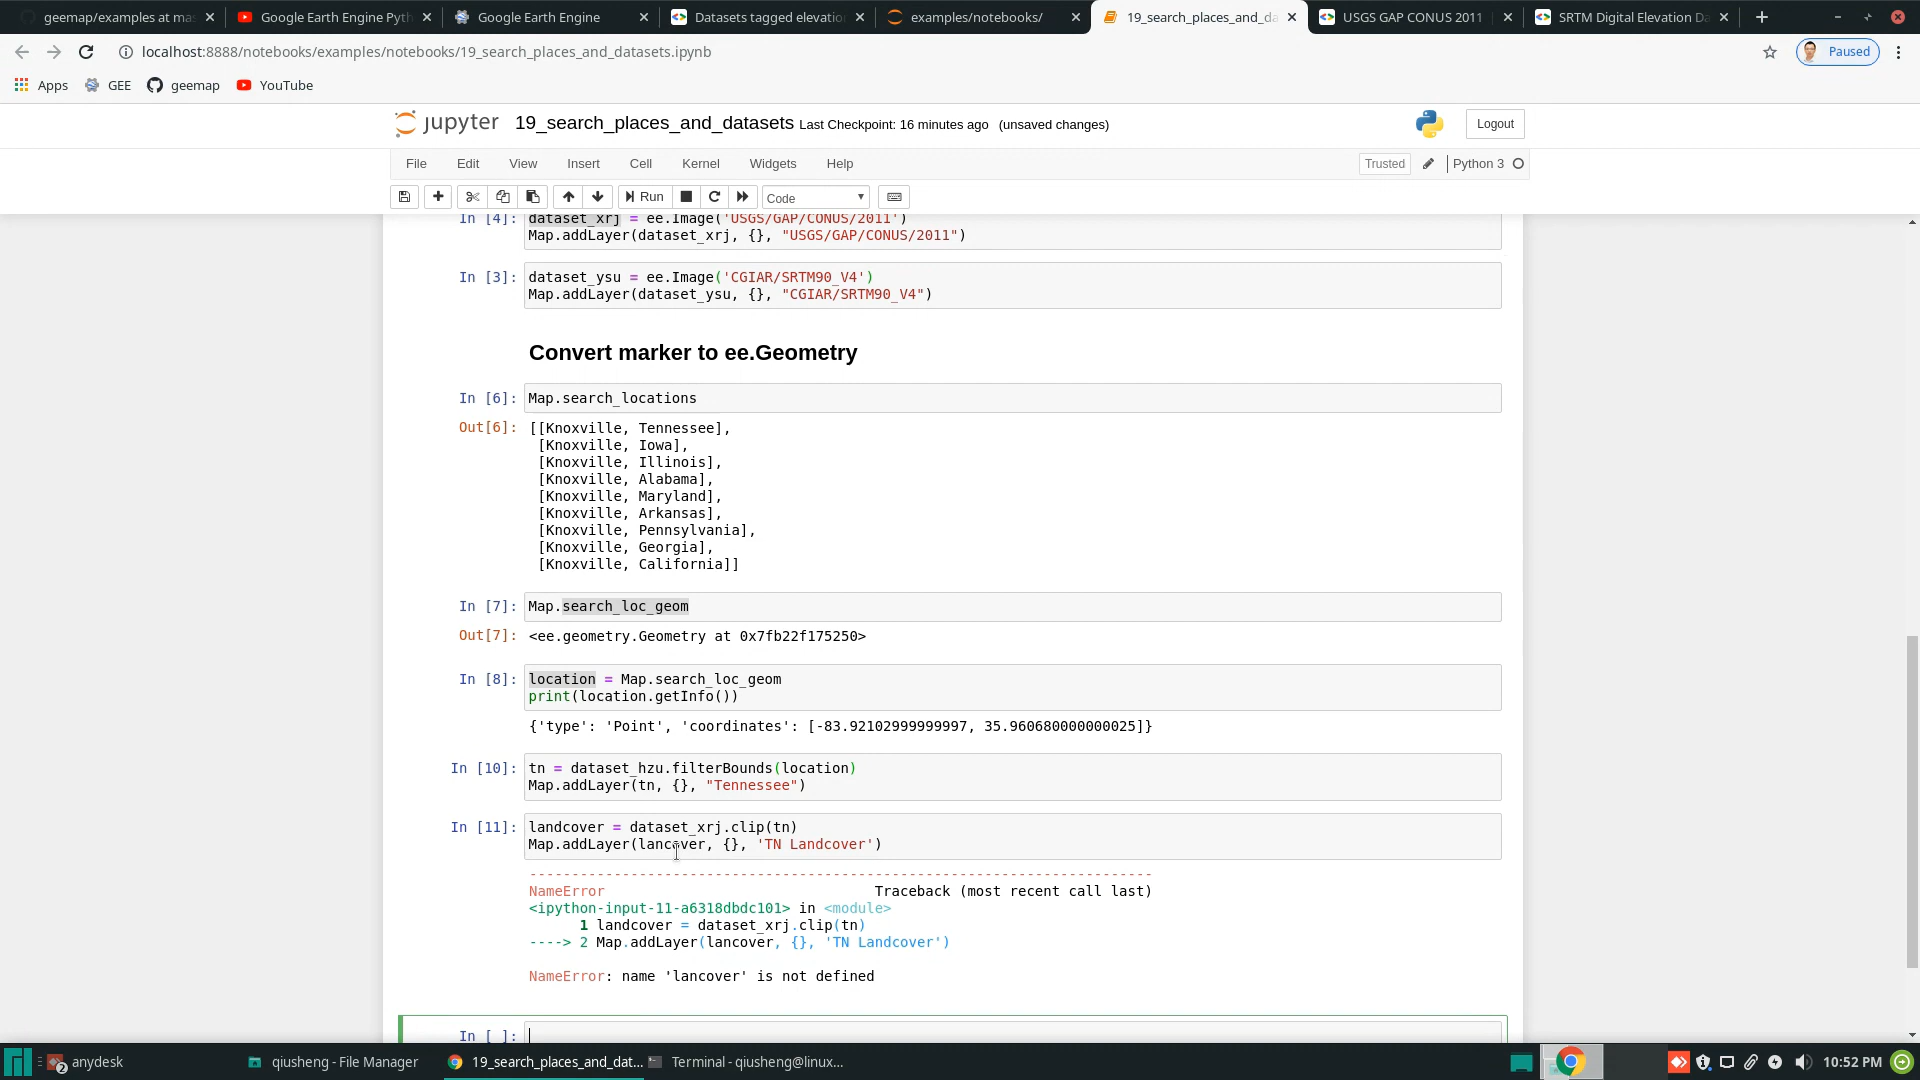 geemap/examples at mas
Google Earth Engine Pyth
Google Earth Engine
Datasets tagged elevatio
examples/notebooks/
19_search_places_and_da
USGS GAP CONUS 2011
SRTM Digital Elevation Da
localhost:8888/notebooks/examples/notebooks/19_search_places_and_datasets.ipynb
Paused
Apps
GEE
geemap
YouTube
jupyter
19_search_places_and_datasets Last Checkpoint: 16 minutes ago (unsaved changes)
Logout
File Edit View Insert Cell Kernel Widgets Help
Trusted
Python 3
Run
Code
In [4]: dataset_xrj = ee.Image('USGS/GAP/CONUS/2011')
Map.addLayer(dataset_xrj, {}, "USGS/GAP/CONUS/2011")
In [3]: dataset_ysu = ee.Image('CGIAR/SRTM90_V4')
Map.addLayer(dataset_ysu, {}, "CGIAR/SRTM90_V4")
Convert marker to ee.Geometry
In [6]: Map.search_locations
Out[6]: [[Knoxville, Tennessee],
[Knoxville, Iowa],
[Knoxville, Illinois],
[Knoxville, Alabama],
[Knoxville, Maryland],
[Knoxville, Arkansas],
[Knoxville, Pennsylvania],
[Knoxville, Georgia],
[Knoxville, California]]
In [7]: Map.search_loc_geom
Out[7]: <ee.geometry.Geometry at 0x7fb22f175250>
In [8]: location = Map.search_loc_geom
print(location.getInfo())
{'type': 'Point', 'coordinates': [-83.92102999999997, 35.960680000000025]}
In [10]: tn = dataset_hzu.filterBounds(location)
Map.addLayer(tn, {}, "Tennessee")
In [11]: landcover = dataset_xrj.clip(tn)
Map.addLayer(lancover, {}, 'TN Landcover')
---------------------------------------------------------------------------
NameError Traceback (most recent call last)
<ipython-input-11-a6318dbdc101> in <module>
1 landcover = dataset_xrj.clip(tn)
----> 2 Map.addLayer(lancover, {}, 'TN Landcover')
NameError: name 'lancover' is not defined
In [ ]:
2
anydesk
qiusheng - File Manager
19_search_places_and_dat...
Terminal - qiusheng@linux...
10:52 PM